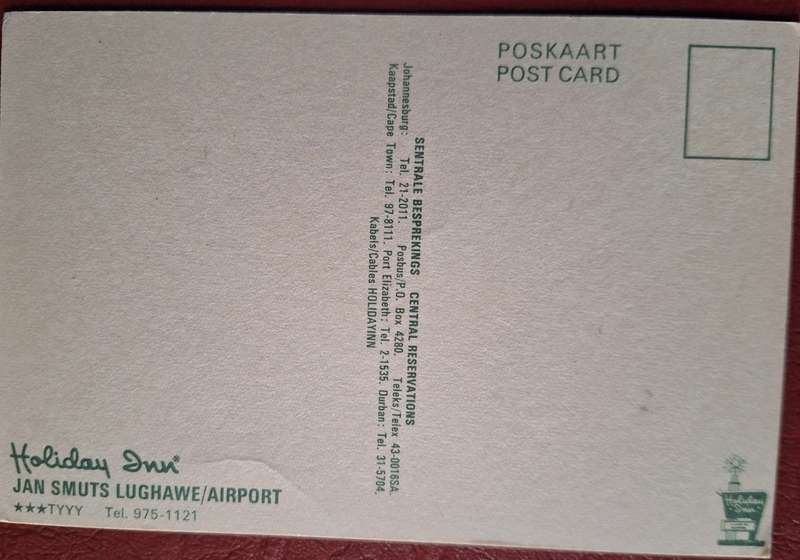 POSKAART
POST CARD
SENTRALE BESPREKINGS CENTRAL RESERVATIONS
Johannesburg: Tel. 21-2011. Posbus/P.O. Box 4280. Teleks/Telex 43-0016SA.
Kaapstad/Cape Town: Tel. 97-8111. Port Elizabeth: Tel. 2-1535. Durban: Tel. 31-5704.
Kabels/Cables HOLIDAYINN
Holiday Inn®
JAN SMUTS LUGHAWE/AIRPORT
★★★TYYY Tel. 975-1121
Holiday
Inn